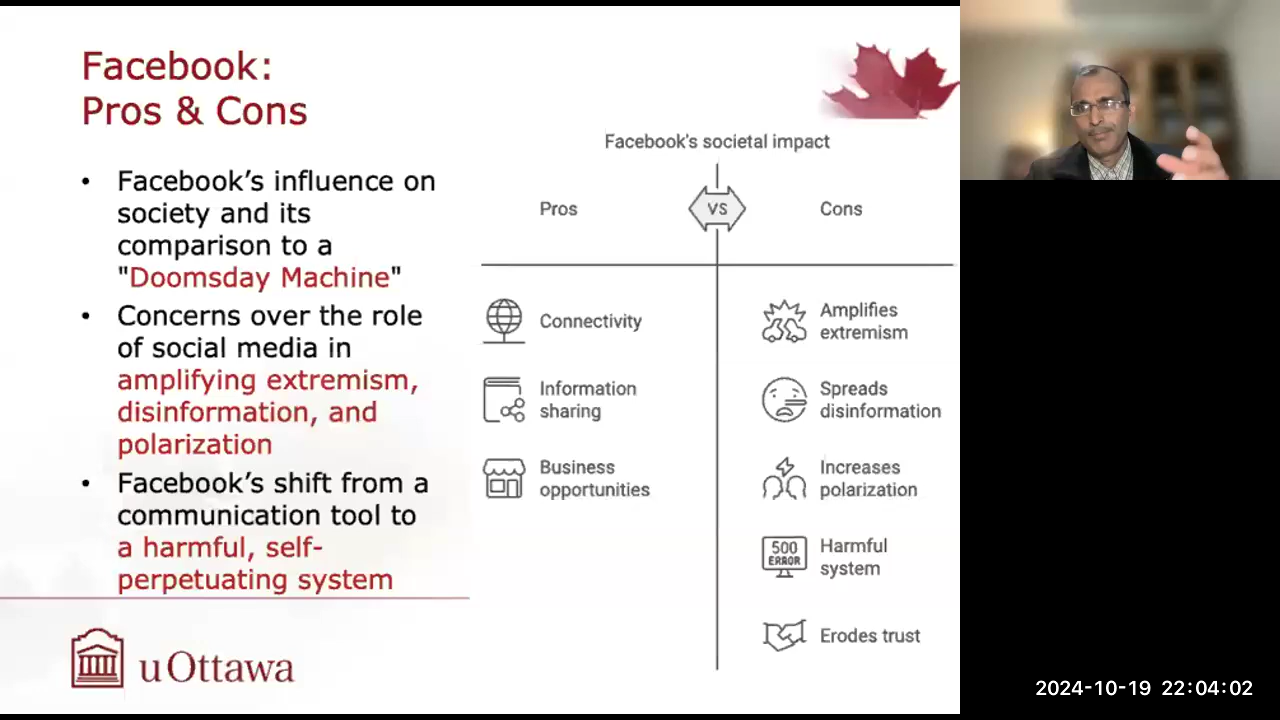 Facebook:
Pros & Cons
• Facebook’s influence on
society and its
comparison to a
"Doomsday Machine"
• Concerns over the role
of social media in
amplifying extremism,
disinformation, and
polarization
• Facebook’s shift from a
communication tool to
a harmful, self-
perpetuating system
uOttawa
Facebook's societal impact
Pros
VS
Cons
Connectivity
Information
sharing
Business
opportunities
Amplifies
extremism
Spreads
disinformation
Increases
polarization
500
ERROR
Harmful
system
Erodes trust
2024-10-19 22:04:02